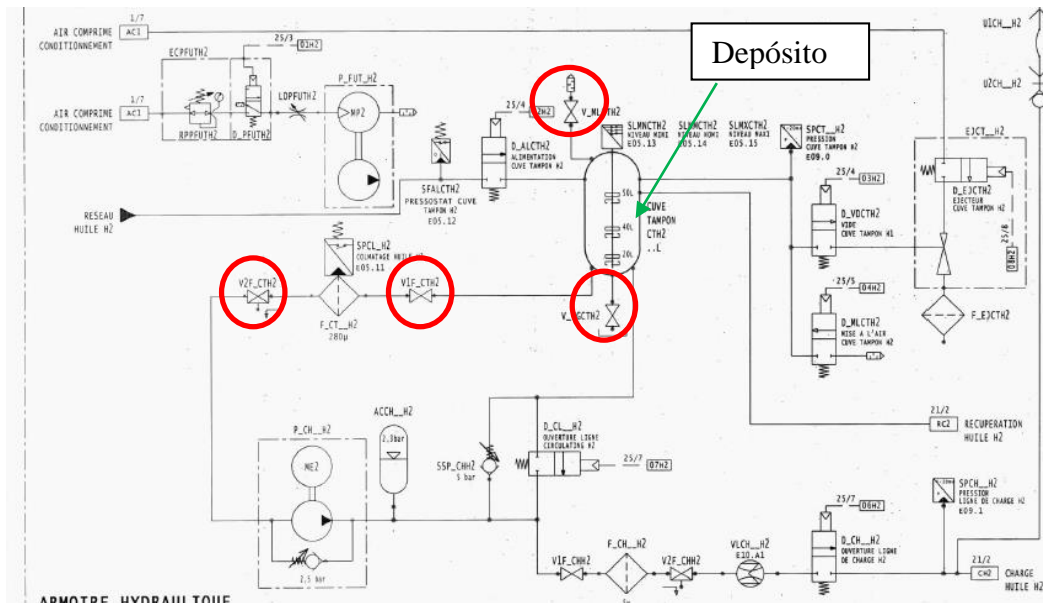 1/7
AIR COMPRIME
CONDITIONNEMENT
AC1
ECPFUTH2
25/3
01H2
1/7
AIR COMPRIME
CONDITIONNEMENT
AC1
RPPFUTH2
D_PFUTH2
LDPFUTH2
P_FUT_H2
MP2
RESEAU
HUILE H2
SFALCTH2
PRESSOSTAT CUVE
TAMPON H2
E05.12
25/4
D_ALCTH2
ALIMENTATION
CUVE TAMPON H2
Depósito
SLMNCTH2
NIVEAU MINI
E05.13
E05.14
SLMXCTH2
NIVEAU MAXI
E05.15
50L
40L
20L
CUVE
TAMPON
CTH2
..L
SPCT__H2
PRESSION
CUVE TAMPON H2
E09.0
25/4
03H2
D_VDCTH2
VIDE
CUVE TAMPON H1
25/5
04H2
D_MLCTH2
MISE A L'AIR
CUVE TAMPON H2
EJCT__H2
D_EJCTH2
EJECTEUR
CUVE TAMPON H2
25/8
08H2
F_EJCTH2
U1CH__H2
U2CH__H2
SPCL_H2
COLMATAGE HUILE H2
E05.11
V2F_CTH2
F_CT__H2
280µ
V1F_CTH2
P_CH__H2
ME2
2,5 bar
ACCH__H2
2,3bar
SSP_CHH2
5 bar
D_CL__H2
OUVERTURE LIGNE
CIRCULATING H2
25/7
07H2
V1F_CHH2
F_CH__H2
V2F_CHH2
VLCH__H2
E10.A1
25/7
06H2
D_CH__H2
OUVERTURE LIGNE
DE CHARGE H2
SPCH__H2
PRESSION
LIGNE DE CHARGE H2
E09.1
21/2
RC2
RECUPERATION
HUILE H2
21/2
CH2
CHARGE
HUILE H2
ARMOIRE HYDRAULIQUE